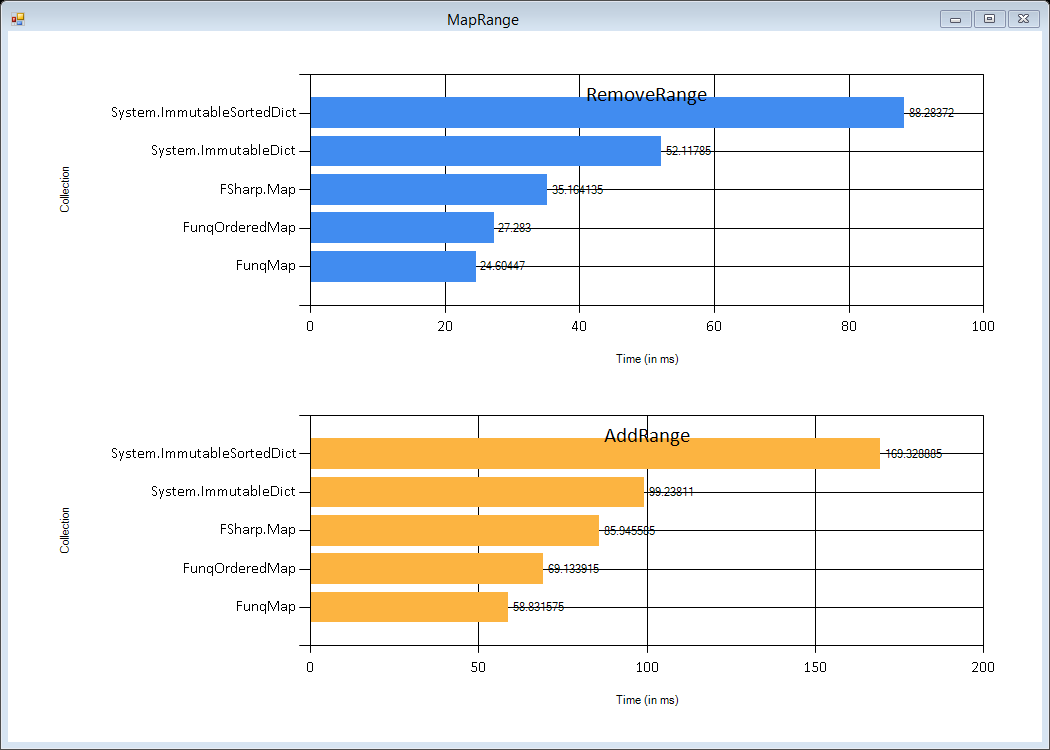 MapRange
RemoveRange
System.ImmutableSortedDict 88.28372
System.ImmutableDict 52.11785
FSharp.Map 35.164135
FunqOrderedMap 27.283
FunqMap 24.60447
Collection
0 20 40 60 80 100
Time (in ms)
AddRange
System.ImmutableSortedDict 169.328885
System.ImmutableDict 99.23811
FSharp.Map 85.945585
FunqOrderedMap 69.133915
FunqMap 58.831575
Collection
0 50 100 150 200
Time (in ms)